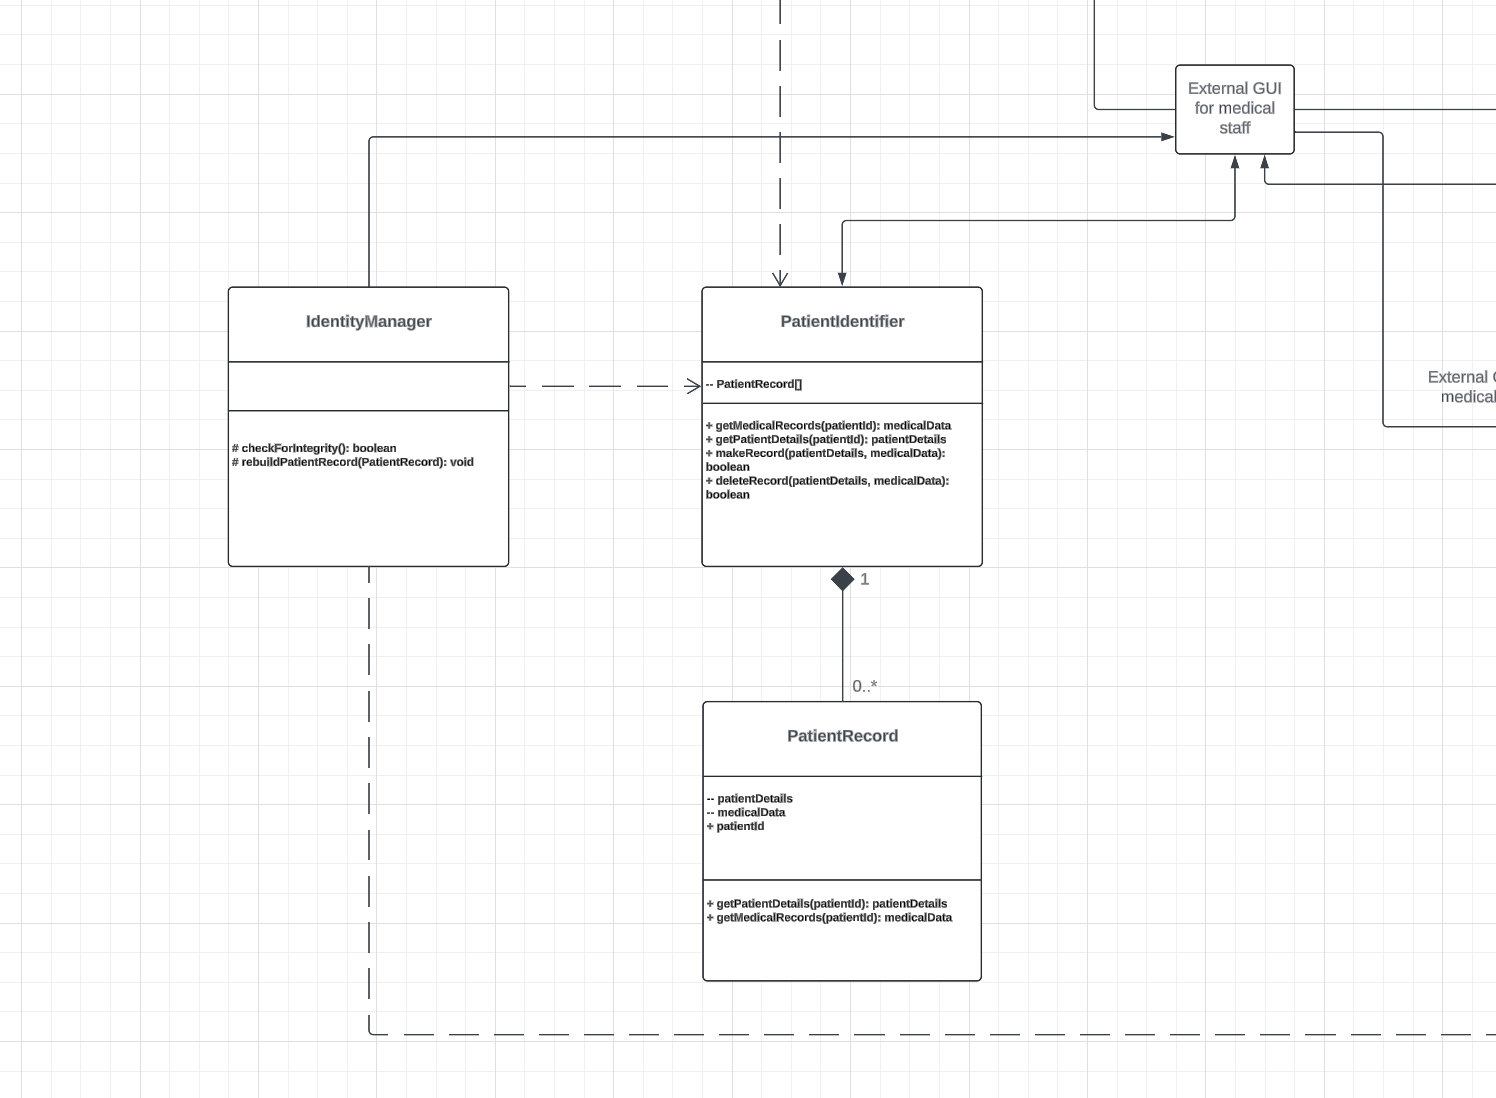 External GUI
for medical
staff
IdentityManager
# checkForIntegrity(): boolean
# rebuildPatientRecord(PatientRecord): void
PatientIdentifier
-- PatientRecord[]
+ getMedicalRecords(patientId): medicalData
+ getPatientDetails(patientId): patientDetails
+ makeRecord(patientDetails, medicalData):
boolean
+ deleteRecord(patientDetails, medicalData):
boolean
External
medical
1
0..*
PatientRecord
-- patientDetails
-- medicalData
+ patientId
+ getPatientDetails(patientId): patientDetails
+ getMedicalRecords(patientId): medicalData